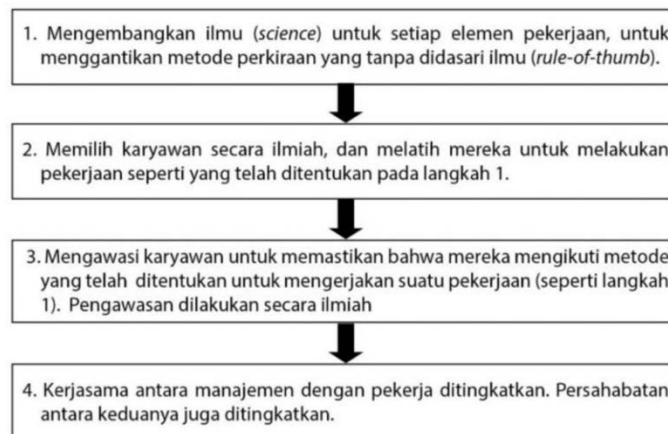 1. Mengembangkan ilmu (science) untuk setiap elemen pekerjaan, untuk
menggantikan metode perkiraan yang tanpa didasari ilmu (rule-of-thumb).
2. Memilih karyawan secara ilmiah, dan melatih mereka untuk melakukan
pekerjaan seperti yang telah ditentukan pada langkah 1.
3. Mengawasi karyawan untuk memastikan bahwa mereka mengikuti metode
yang telah ditentukan untuk mengerjakan suatu pekerjaan (seperti langkah
1). Pengawasan dilakukan secara ilmiah
4. Kerjasama antara manajemen dengan pekerja ditingkatkan. Persahabatan
antara keduanya juga ditingkatkan.